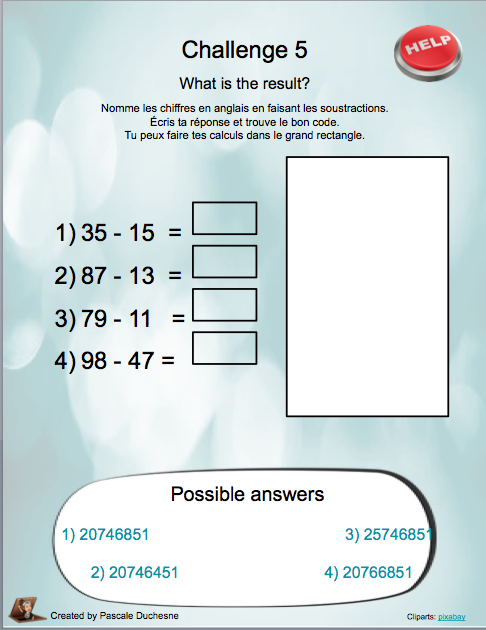 Challenge 5
HELP
What is the result?
Nomme les chiffres en anglais en faisant les soustractions.
Écris ta réponse et trouve le bon code.
Tu peux faire tes calculs dans le grand rectangle.
1) 35 - 15 =
2) 87 - 13 =
3) 79 - 11 =
4) 98 - 47 =
Possible answers
1) 20746851
3) 25746851
2) 20746451
4) 20766851
Created by Pascale Duchesne
Cliparts: pixabay